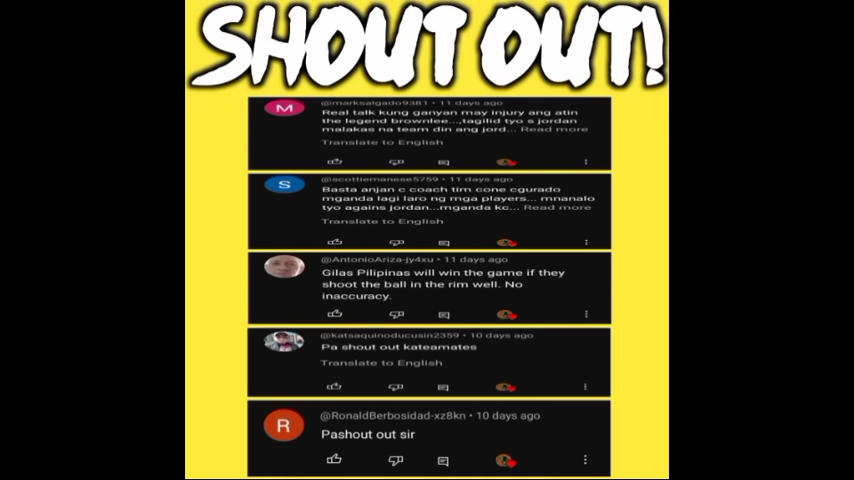 SHOUT OUT!
M
@marksalgado9381 • 11 days ago
Real talk kung ganyan may injury ang atin
the legend brownlee...,tagilid tyo s jordan
malakas na team din ang jord... Read more
Translate to English
S
@scottiemanese5759 • 11 days ago
Basta anjan c coach tim cone cgurado
mganda lagi laro ng mga players... mnanalo
tyo agains jordan...mganda kc... Read more
Translate to English
@AntonioAriza-jy4xu • 11 days ago
Gilas Pilipinas will win the game if they
shoot the ball in the rim well. No
inaccuracy.
@katsaquinoducusin2359 • 10 days ago
Pa shout out kateamates
Translate to English
R
@RonaldBerbosidad-xz8kn • 10 days ago
Pashout out sir